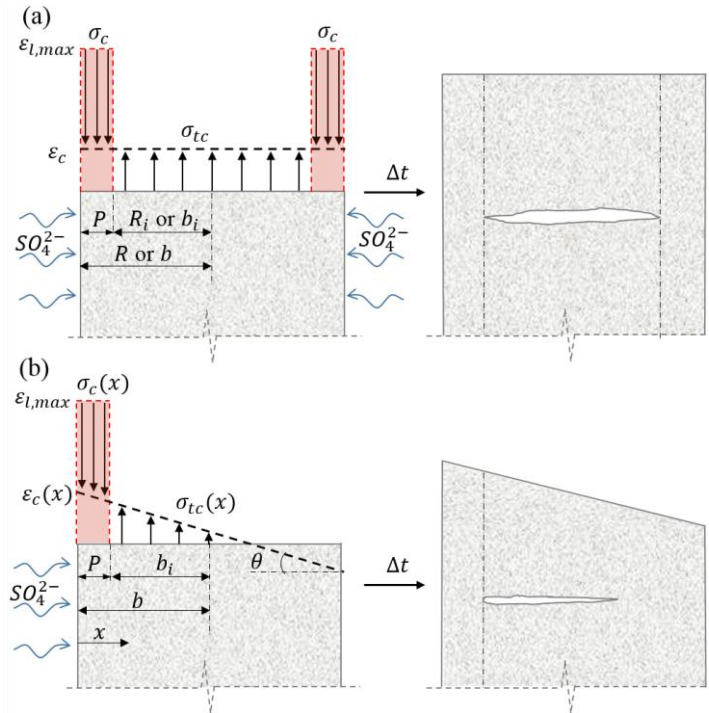 (a)
σ_c σ_c
ε_{l,max}
σ_{tc}
ε_c
Δt
P R_i or b_i
SO_4^{2-} SO_4^{2-}
R or b
(b)
σ_c(x)
ε_{l,max}
ε_c(x)
σ_{tc}(x)
θ
Δt
P b_i
SO_4^{2-}
b
x